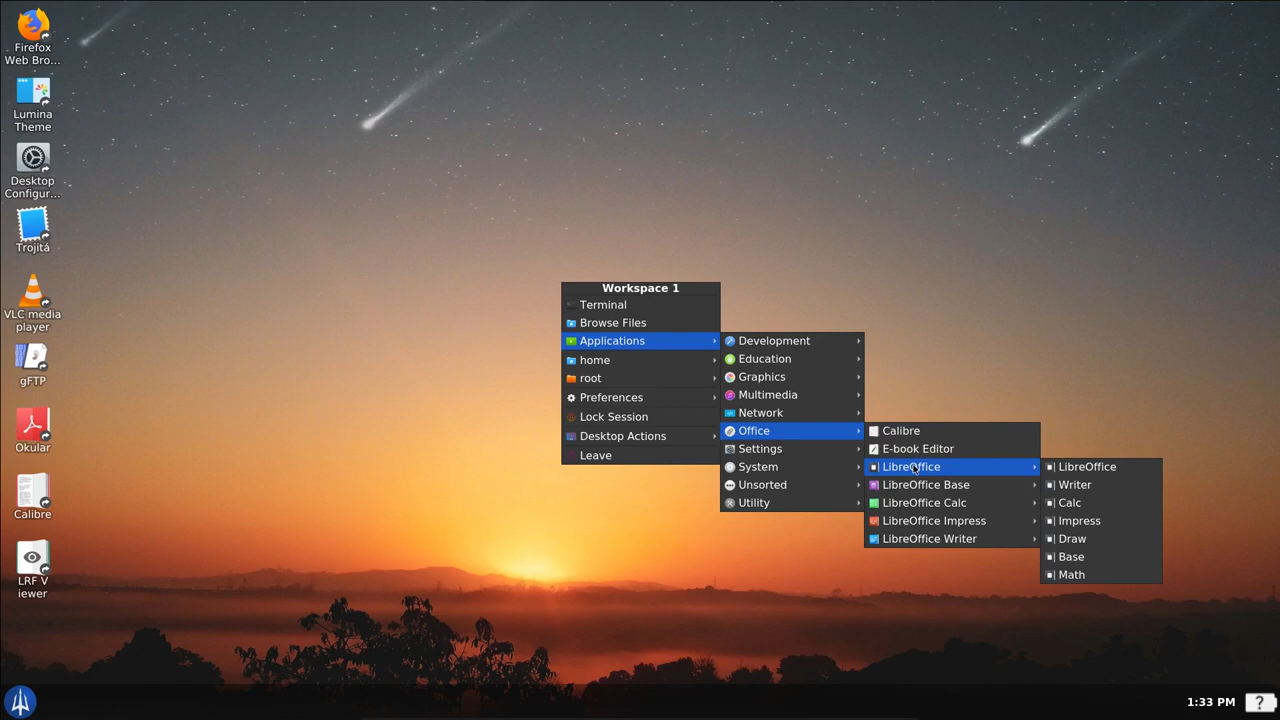 Firefox
Web Bro...
Lumina
Theme
Desktop
Configur...
Trojitá
VLC media
player
gFTP
Okular
Calibre
LRF V
iewer
Workspace 1
Terminal
Browse Files
Applications
home
root
Preferences
Lock Session
Desktop Actions
Leave
Development
Education
Graphics
Multimedia
Network
Office
Settings
System
Unsorted
Utility
Calibre
E-book Editor
LibreOffice
LibreOffice Base
LibreOffice Calc
LibreOffice Impress
LibreOffice Writer
LibreOffice
Writer
Calc
Impress
Draw
Base
Math
1:33 PM
?